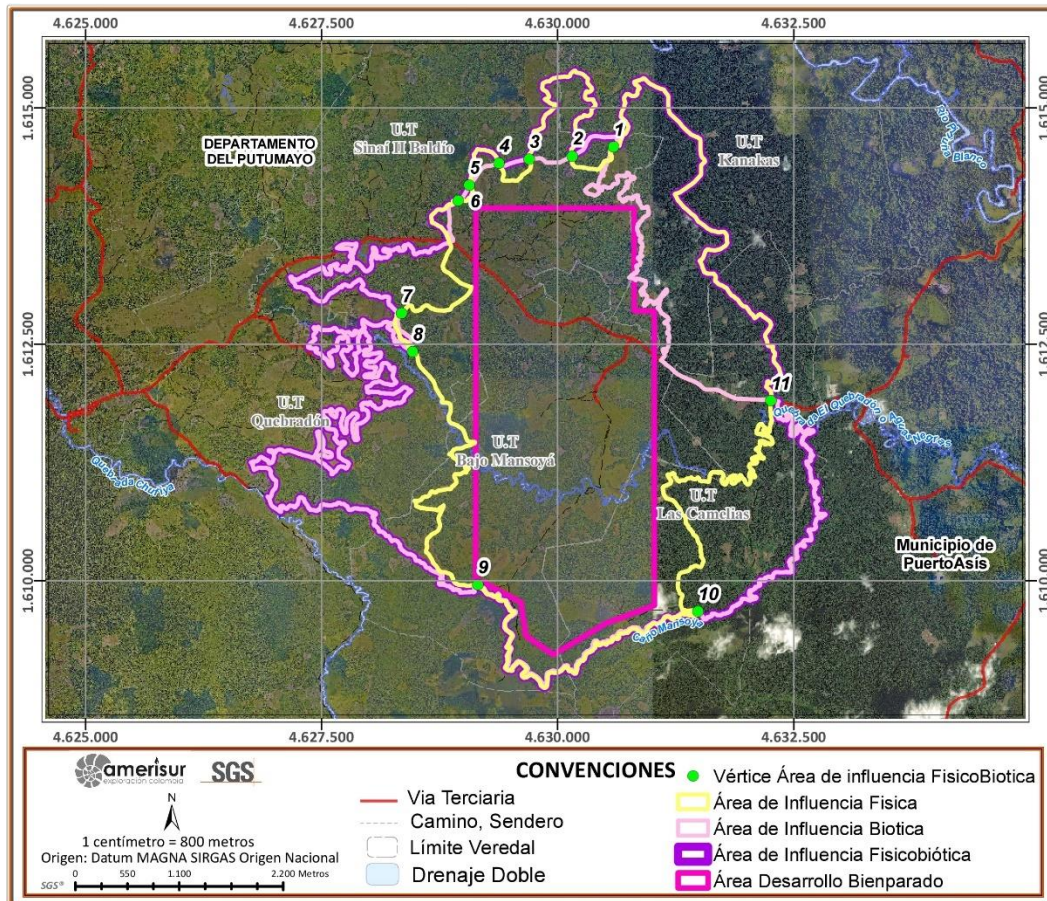 4.625.000 4.627.500 4.630.000 4.632.500
1.615.000 1.615.000
DEPARTAMENTO
DEL PUTUMAYO
U.T
Sinaí II Baldío
U.T
Kanakas
1
2
3
4
5
6
7
8
1.612.500 1.612.500
11
U.T
Quebradón
U.T
Bajo Mansoyá
U.T
Las Camelias
Quebrada Churiya
Municipio de
PuertoAsís
1.610.000 1.610.000
9
10
Caño Mansoya
4.625.000 4.627.500 4.630.000 4.632.500
amerisur
exploración colombia
SGS
N
1 centímetro = 800 metros
Origen: Datum MAGNA SIRGAS Origen Nacional
0 550 1.100 2.200 Metros
SGS®
CONVENCIONES
Via Terciaria
Camino, Sendero
Límite Veredal
Drenaje Doble
Vértice Área de influencia FisicoBiotica
Área de Influencia Fisica
Área de Influencia Biotica
Área de Influencia Fisicobiótica
Área Desarrollo Bienparado